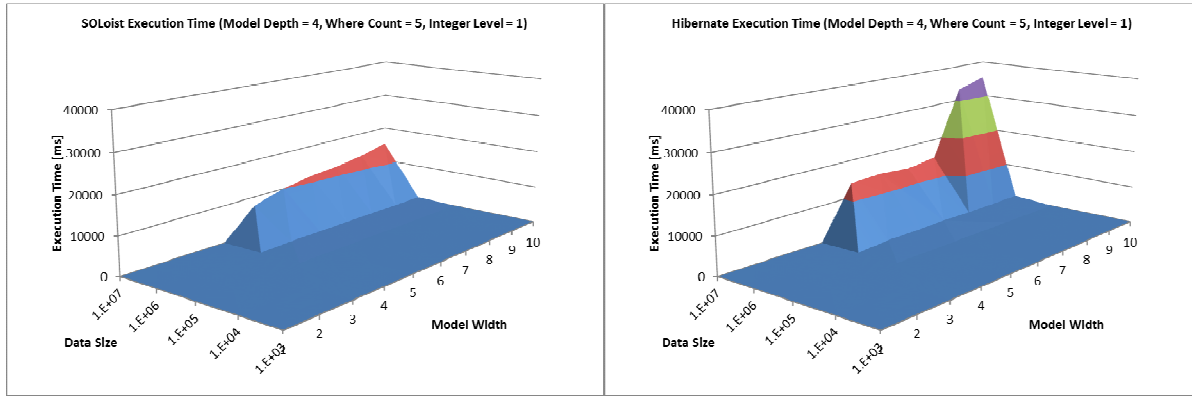 SOLoist Execution Time (Model Depth = 4, Where Count = 5, Integer Level = 1)
40000
30000
20000
10000
0
Execution Time [ms]
1.E+07
1.E+06
1.E+05
1.E+04
1.E+03
Data Size
1
2
3
4
5
6
7
8
9
10
Model Width
Hibernate Execution Time (Model Depth = 4, Where Count = 5, Integer Level = 1)
40000
30000
20000
10000
0
Execution Time [ms]
1.E+07
1.E+06
1.E+05
1.E+04
1.E+03
Data Size
1
2
3
4
5
6
7
8
9
10
Model Width